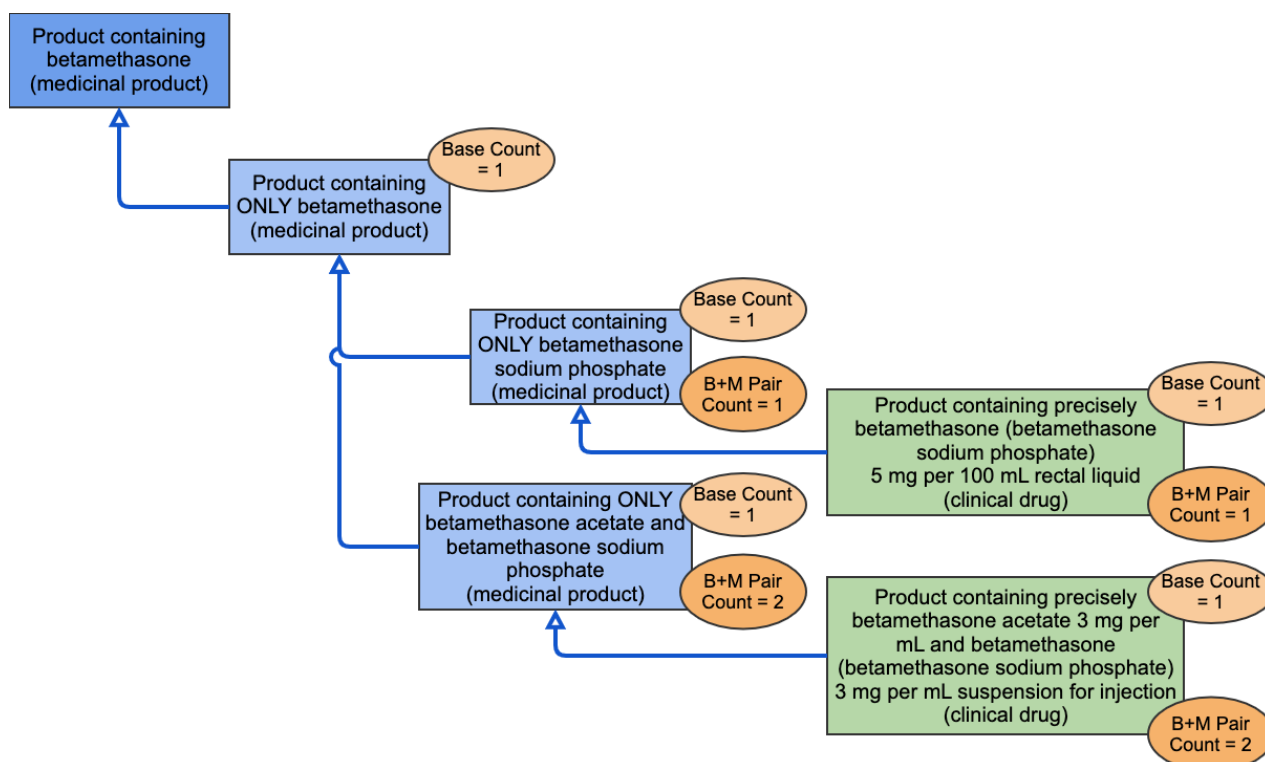 Product containing
betamethasone
(medicinal product)
Base Count
= 1
Product containing
ONLY betamethasone
(medicinal product)
Base Count
= 1
Product containing
ONLY betamethasone
sodium phosphate
(medicinal product)
B+M Pair
Count = 1
Base Count
= 1
Product containing precisely
betamethasone (betamethasone
sodium phosphate)
5 mg per 100 mL rectal liquid
(clinical drug)
B+M Pair
Count = 1
Base Count
= 1
Product containing ONLY
betamethasone acetate and
betamethasone sodium
phosphate
(medicinal product)
B+M Pair
Count = 2
Base Count
= 1
Product containing precisely
betamethasone acetate 3 mg per
mL and betamethasone
(betamethasone sodium phosphate)
3 mg per mL suspension for injection
(clinical drug)
B+M Pair
Count = 2